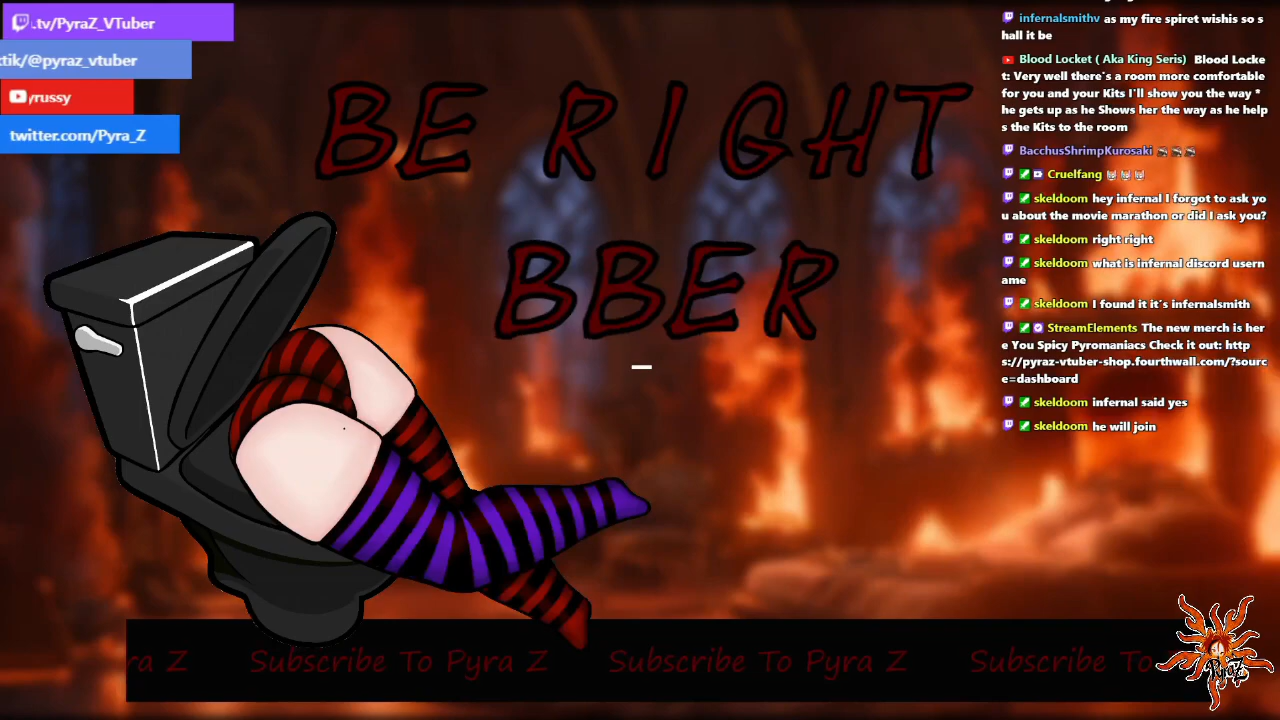 .tv/PyraZ_VTuber
ktik/@pyraz_vtuber
yrussy
twitter.com/Pyra_Z
BE RIGHT
BBER
infernalsmithv as my fire spiret wishis so s
hall it be
Blood Locket ( Aka King Seris) Blood Locke
t: Very well there's a room more comfortable
for you and your Kits I'll show you the way *
he gets up as he Shows her the way as he help
s the Kits to the room
BacchusShrimpKurosaki
Cruelfang
skeldoom hey infernal I forgot to ask yo
u about the movie marathon or did I ask you?
skeldoom right right
skeldoom what is infernal discord usern
ame
skeldoom I found it it's infernalsmith
StreamElements The new merch is her
e You Spicy Pyromaniacs Check it out: http
s://pyraz-vtuber-shop.fourthwall.com/?sourc
e=dashboard
skeldoom infernal said yes
skeldoom he will join
ra Z Subscribe To Pyra Z Subscribe To Pyra Z Subscribe To
PyraZ